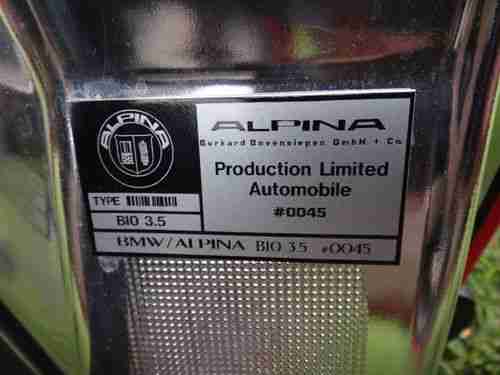 ALPINA
TYPE
BIO 3.5
ALPINA
Burkard Bovensiepen GmbH + Co
Production Limited
Automobile
#0045
BMW/ALPINA BIO 3.5 #0045